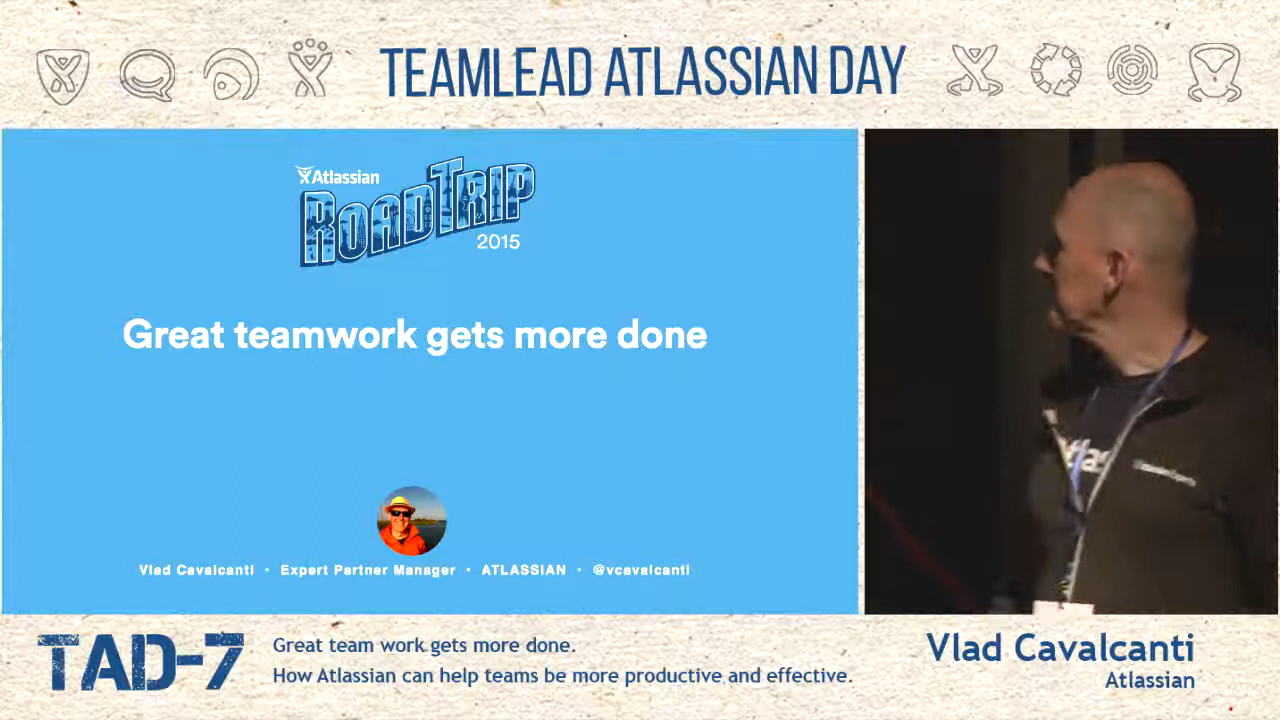 TEAMLEAD ATLASSIAN DAY
Atlassian
ROADTRIP
2015
Great teamwork gets more done
Vlad Cavalcanti • Expert Partner Manager • ATLASSIAN • @vcavalcanti
TAD-7
Great team work gets more done.
How Atlassian can help teams be more productive and effective.
Vlad Cavalcanti
Atlassian